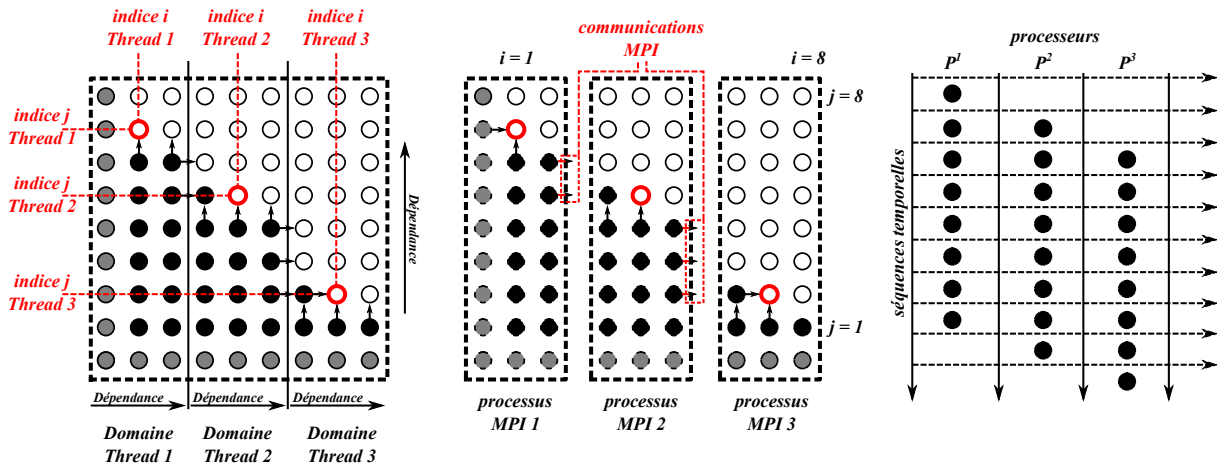 indice i
Thread 1
indice i
Thread 2
indice i
Thread 3
indice j
Thread 1
indice j
Thread 2
indice j
Thread 3
Dépendance
Dépendance
Dépendance
Dépendance
Domaine
Thread 1
Domaine
Thread 2
Domaine
Thread 3
communications
MPI
i = 1
i = 8
j = 8
j = 1
processus
MPI 1
processus
MPI 2
processus
MPI 3
processeurs
P¹
P²
P³
séquences temporelles